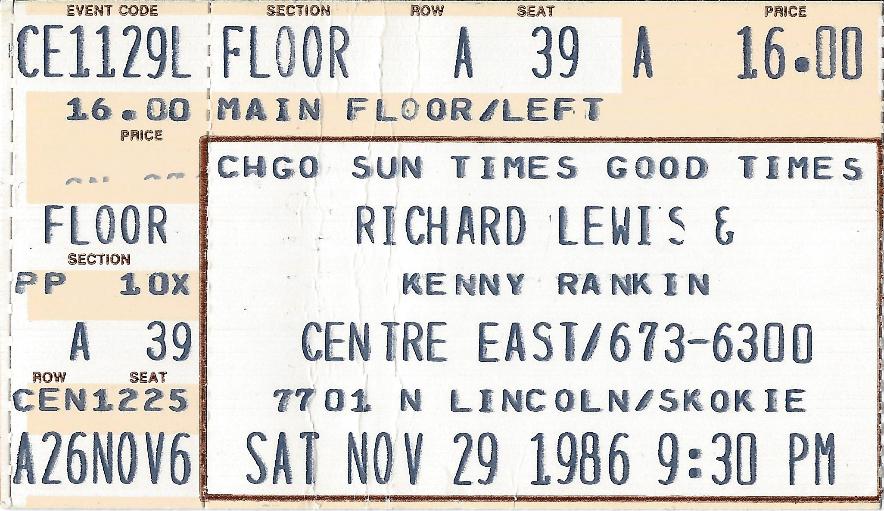 EVENT CODE SECTION ROW SEAT PRICE
CE1129L FLOOR A 39 A 16.00
16.00 MAIN FLOOR/LEFT
PRICE
CHGO SUN TIMES GOOD TIMES
FLOOR RICHARD LEWIS &
SECTION
PP 10X KENNY RANKIN
A 39 CENTRE EAST/673-6300
ROW SEAT
CEN1225 7701 N LINCOLN/SKOKIE
A26NOV6 SAT NOV 29 1986 9:30 PM